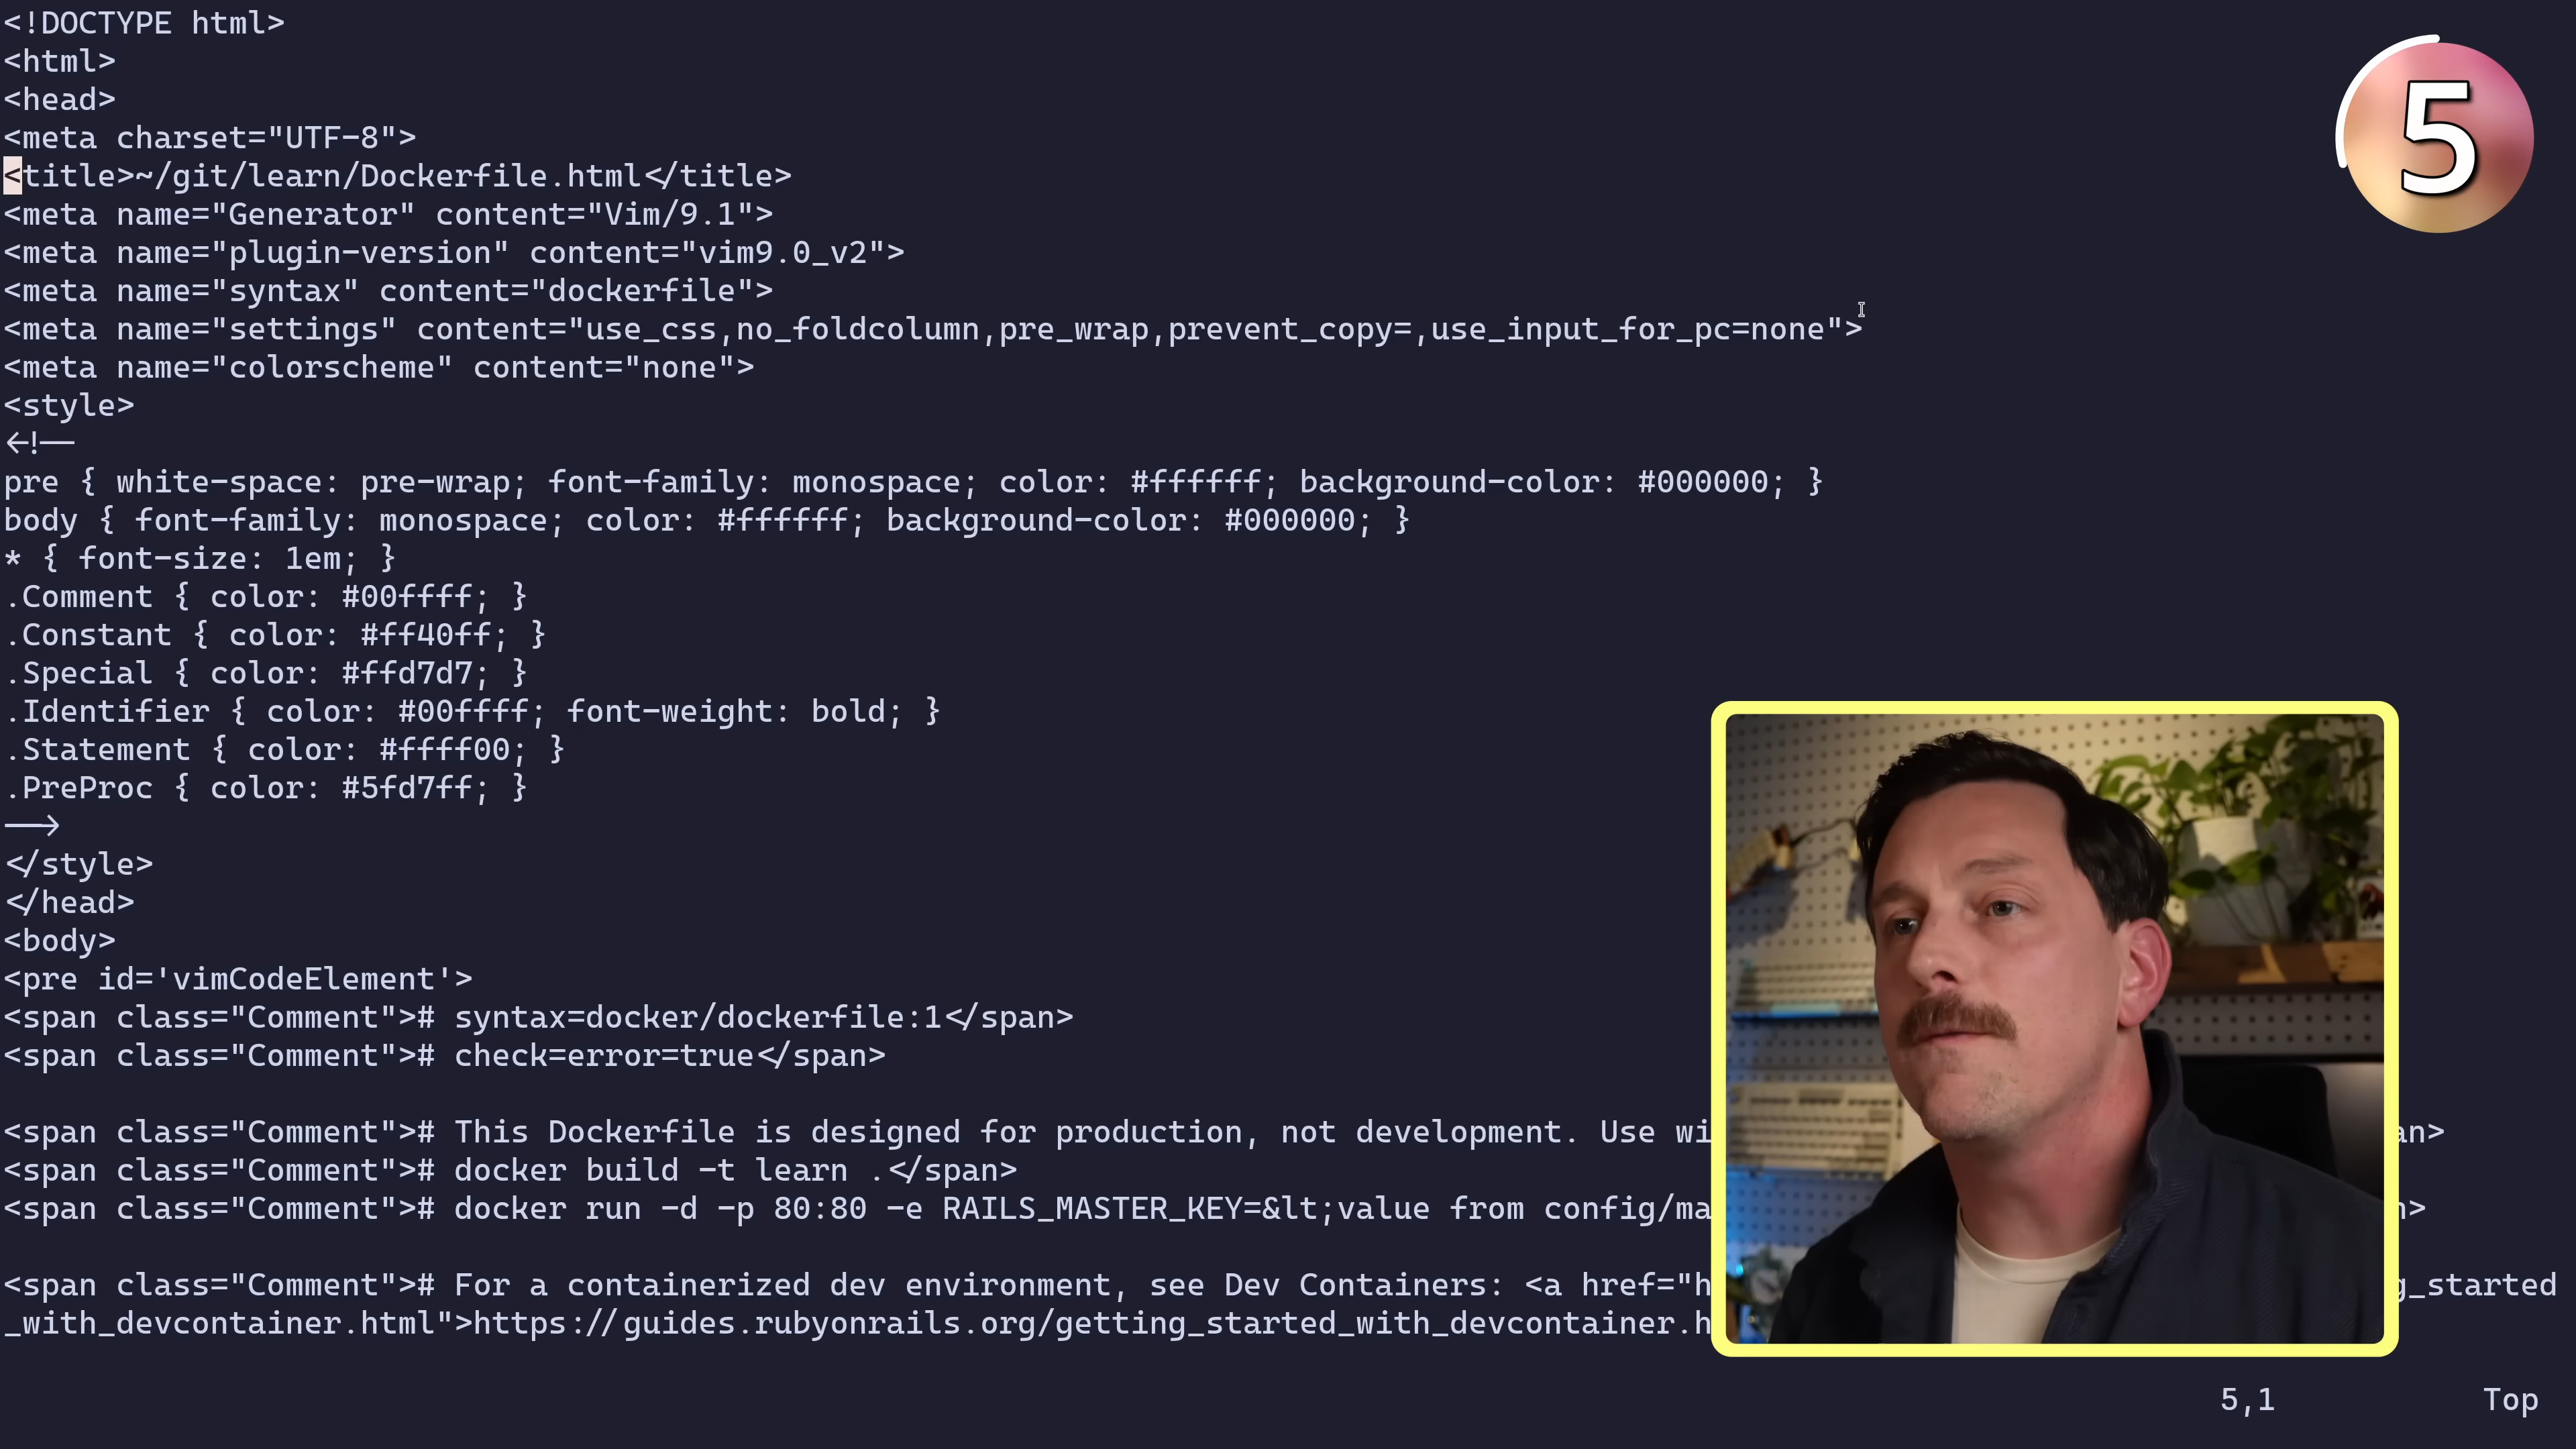 <!DOCTYPE html>
<html>
<head>
<meta charset="UTF-8">
<title>~/git/learn/Dockerfile.html</title>
<meta name="Generator" content="Vim/9.1">
<meta name="plugin-version" content="vim9.0_v2">
<meta name="syntax" content="dockerfile">
<meta name="settings" content="use_css,no_foldcolumn,pre_wrap,prevent_copy=,use_input_for_pc=none">
<meta name="colorscheme" content="none">
<style>
<!--
pre { white-space: pre-wrap; font-family: monospace; color: #ffffff; background-color: #000000; }
body { font-family: monospace; color: #ffffff; background-color: #000000; }
* { font-size: 1em; }
.Comment { color: #00ffff; }
.Constant { color: #ff40ff; }
.Special { color: #ffd7d7; }
.Identifier { color: #00ffff; font-weight: bold; }
.Statement { color: #ffff00; }
.PreProc { color: #5fd7ff; }
-->
</style>
</head>
<body>
<pre id='vimCodeElement'>
<span class="Comment"># syntax=docker/dockerfile:1</span>
<span class="Comment"># check=error=true</span>
<span class="Comment"># This Dockerfile is designed for production, not development. Use wi an>
<span class="Comment"># docker build -t learn .</span>
<span class="Comment"># docker run -d -p 80:80 -e RAILS_MASTER_KEY=&lt;value from config/ma n>
<span class="Comment"># For a containerized dev environment, see Dev Containers: <a href="h g_started
_with_devcontainer.html">https://guides.rubyonrails.org/getting_started_with_devcontainer.h
5,1 Top
5